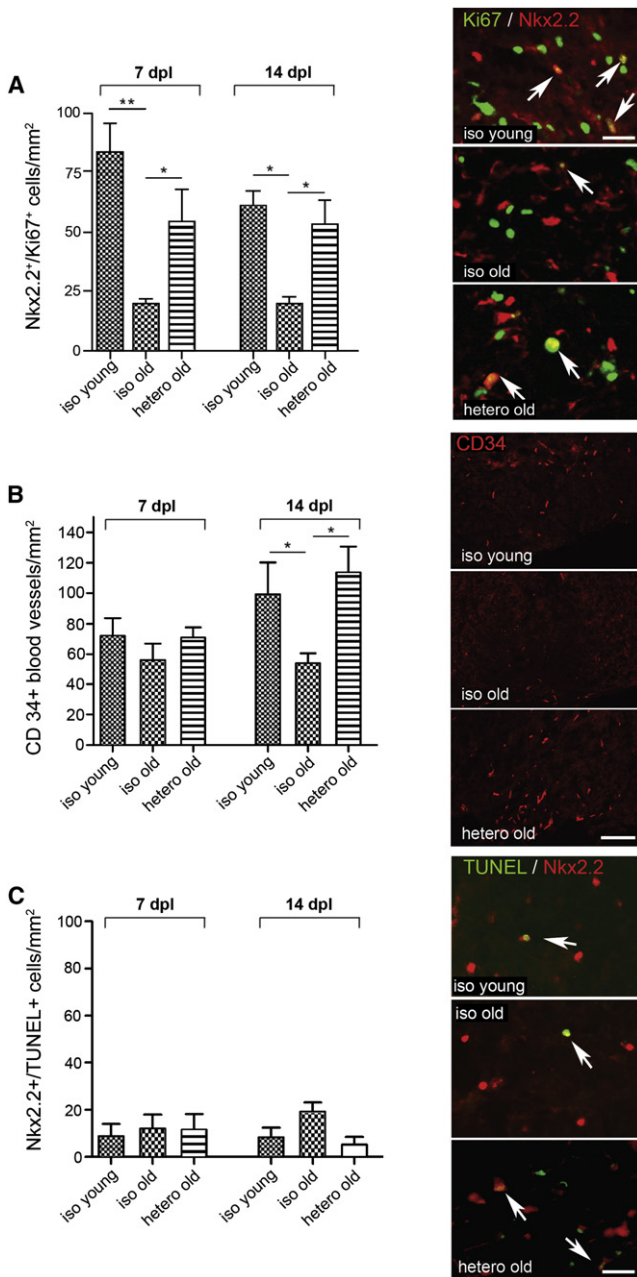 A
7 dpl
14 dpl
**
*
*
*
100
75
50
25
0
Nkx2.2⁺/Ki67⁺ cells/mm²
iso young
iso old
hetero old
iso young
iso old
hetero old
Ki67 / Nkx2.2
iso young
iso old
hetero old
B
7 dpl
14 dpl
*
*
140
120
100
80
60
40
20
0
CD 34+ blood vessels/mm²
iso young
iso old
hetero old
iso young
iso old
hetero old
CD34
iso young
iso old
hetero old
C
7 dpl
14 dpl
100
80
60
40
20
0
Nkx2.2+/TUNEL+ cells/mm²
iso young
iso old
hetero old
iso young
iso old
hetero old
TUNEL / Nkx2.2
iso young
iso old
hetero old